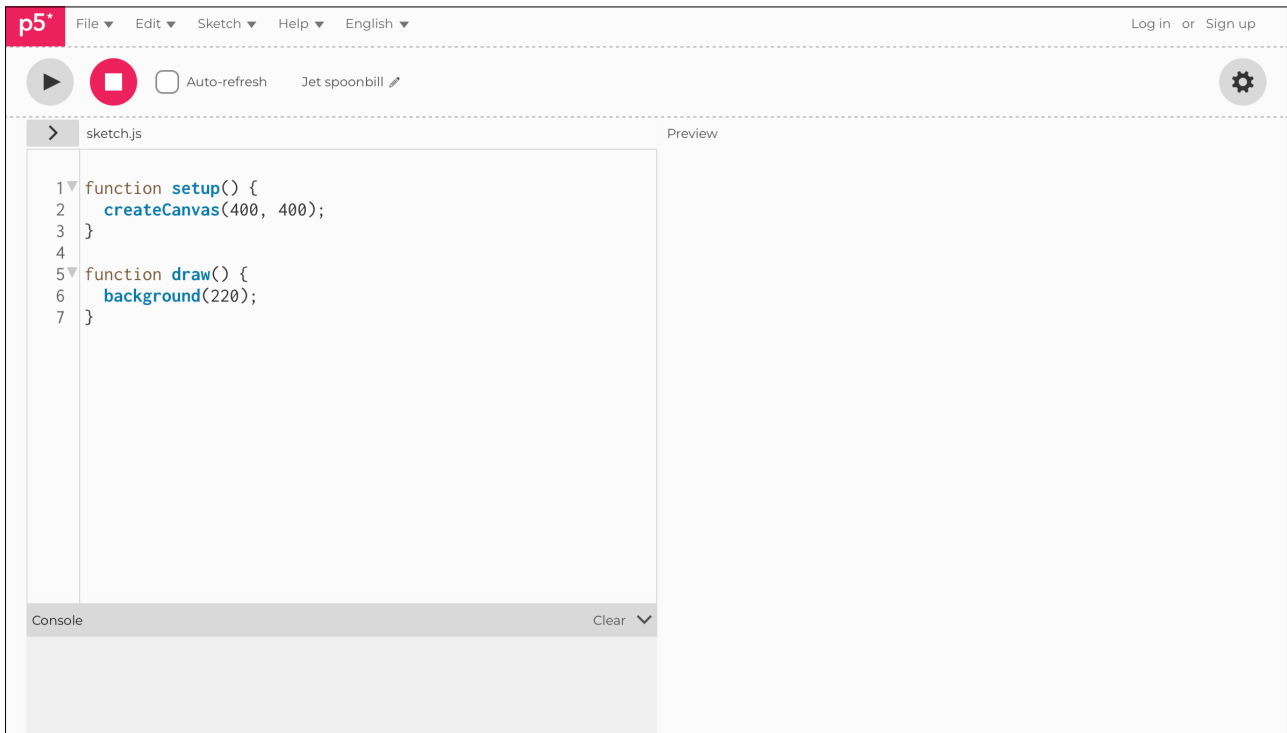 p5* File Edit Sketch Help English Log in or Sign up
Auto-refresh Jet spoonbill
sketch.js Preview
1 function setup() {
2 createCanvas(400, 400);
3 }
4
5 function draw() {
6 background(220);
7 }
Console Clear